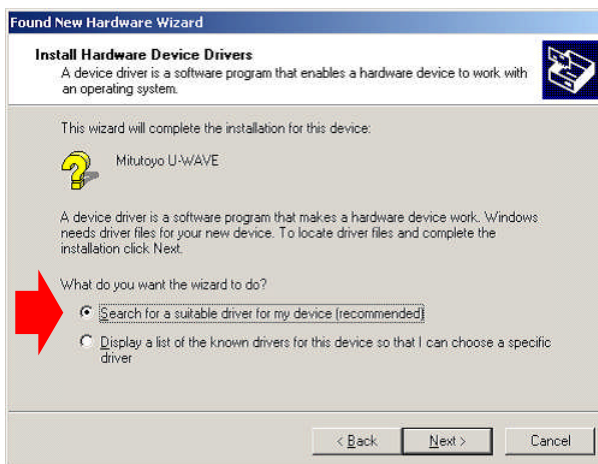 Found New Hardware Wizard
Install Hardware Device Drivers
A device driver is a software program that enables a hardware device to work with
an operating system.
This wizard will complete the installation for this device:
Mitutoyo U-WAVE
A device driver is a software program that makes a hardware device work. Windows
needs driver files for your new device. To locate driver files and complete the
installation click Next.
What do you want the wizard to do?
Search for a suitable driver for my device (recommended)
Display a list of the known drivers for this device so that I can choose a specific
driver
< Back Next > Cancel